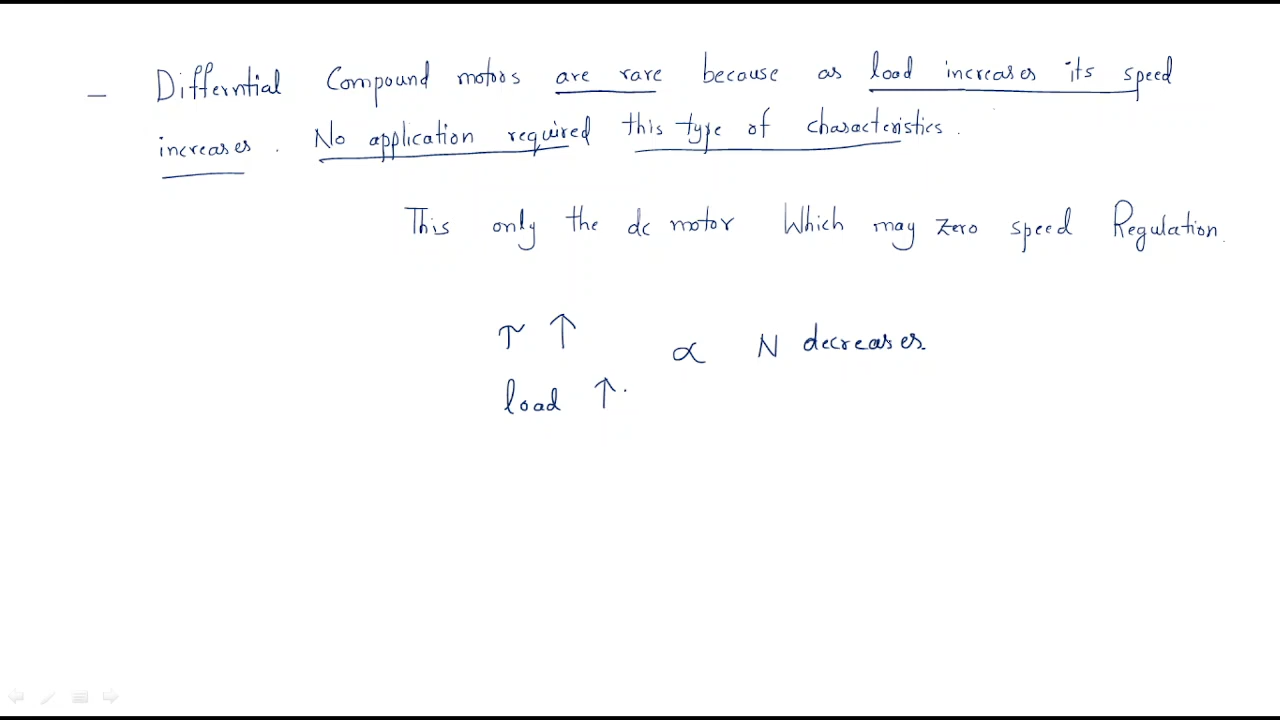 - Differntial Compound motors are rare because as load increases its speed
increases. No application required this type of characteristics.
This only the dc motor Which may zero speed Regulation.
T ↑
∝ N decreases.
load ↑.